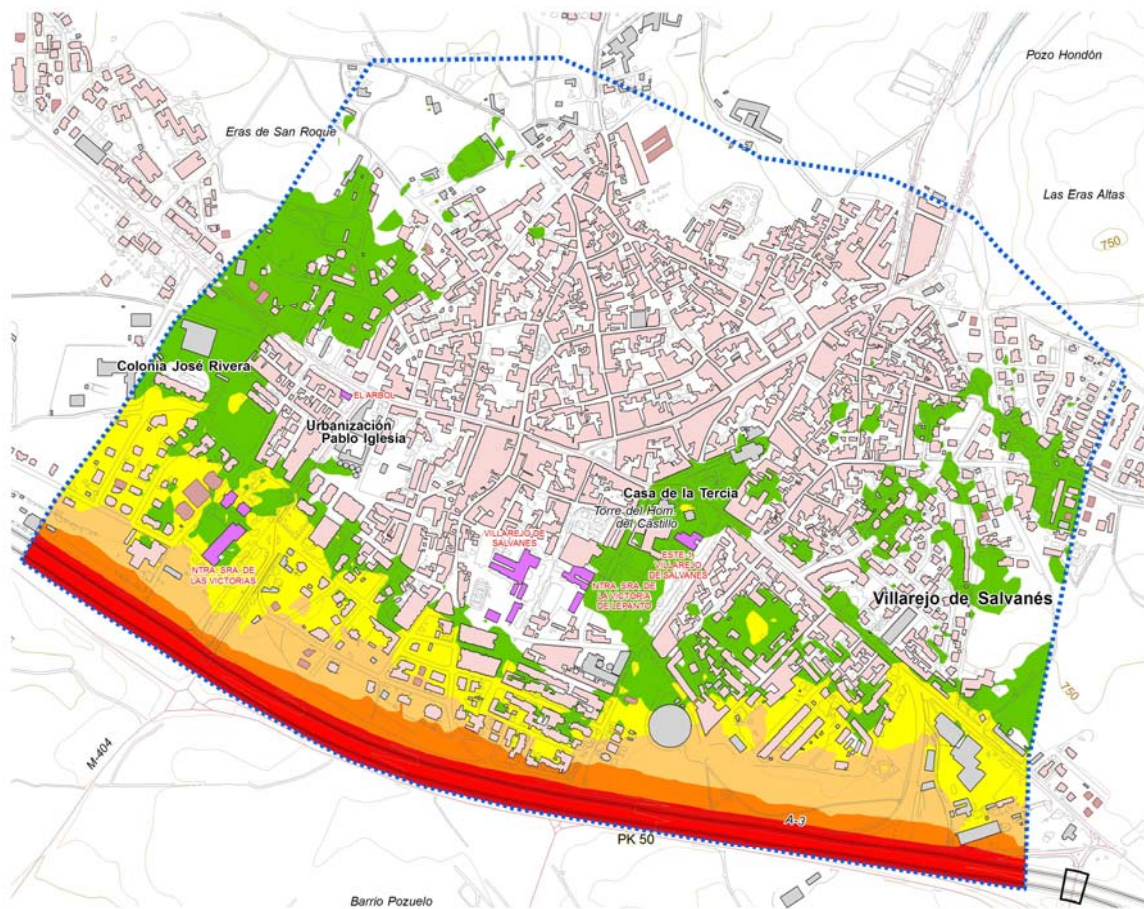 Pozo Hondón
Eras de San Roque
Las Eras Altas
750
Colonia José Rivera
EL ARBOL
Urbanización
Pablo Iglesia
Casa de la Tercia
Torre del Hom.
del Castillo
VILLAREJO DE
SALVANES
ESTE-1
VILLAREJO
DE SALVANES
NTRA. SRA. DE
LAS VICTORIAS
NTRA. SRA. DE
LA VICTORIA
DE LEPANTO
Villarejo de Salvanés
750
M-404
A-3
PK 50
Barrio Pozuelo